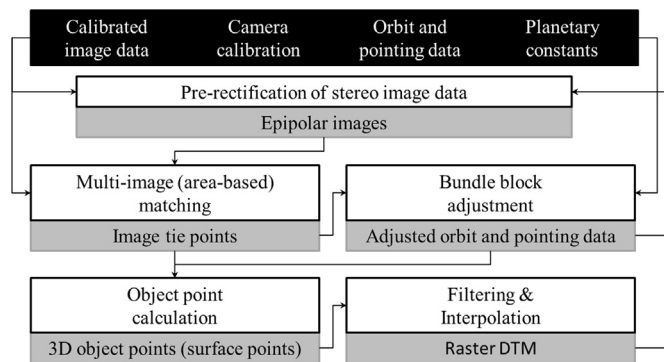 Calibrated Camera Orbit and Planetary
image data calibration pointing data constants
Pre-rectification of stereo image data
Epipolar images
Multi-image (area-based) Bundle block
matching adjustment
Image tie points Adjusted orbit and pointing data
Object point Filtering &
calculation Interpolation
3D object points (surface points) Raster DTM